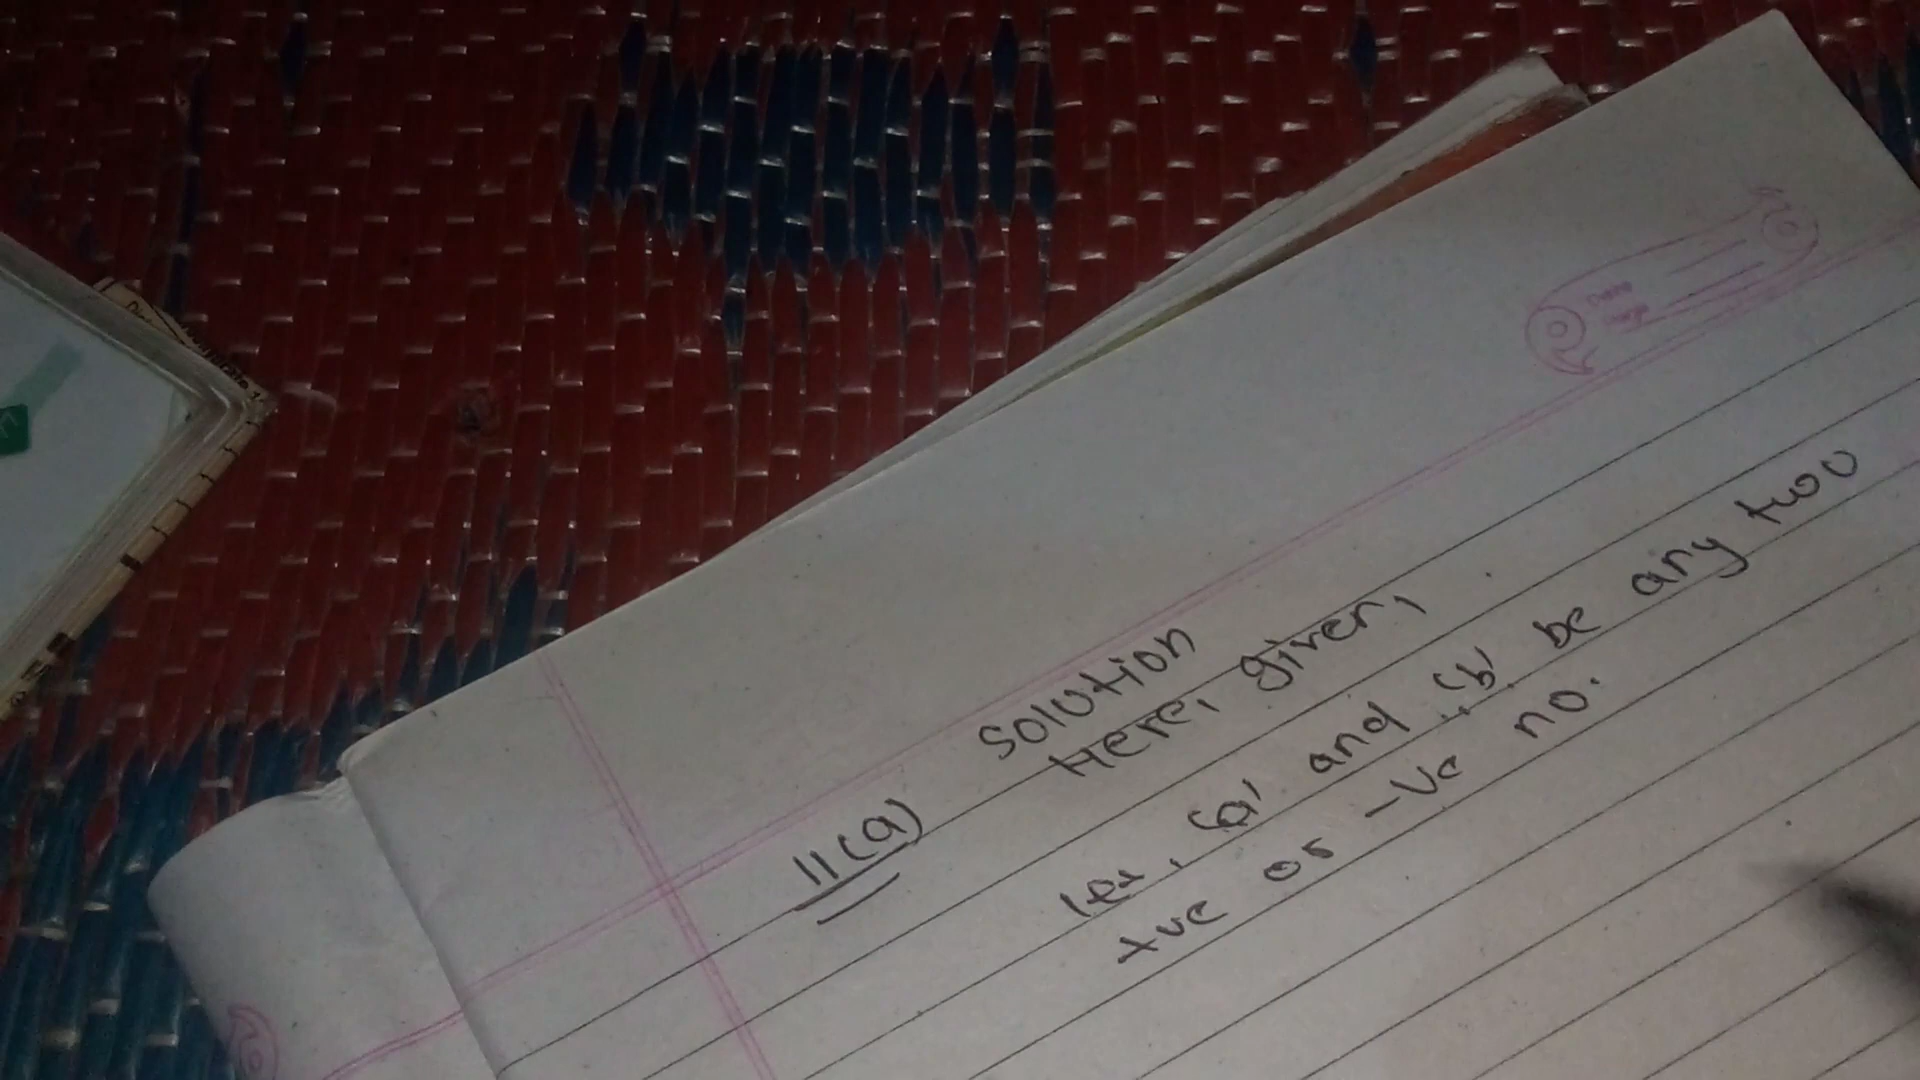 11(a) Solution
Here, given,
let, 'a' and 'b' be any two
+ve or -ve no.